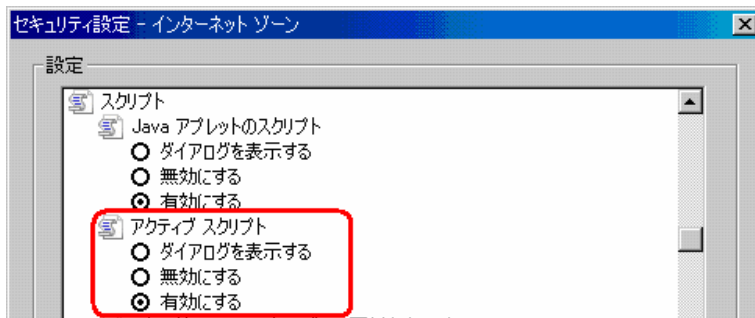 セキュリティ設定 - インターネット ゾーン
設定
スクリプト
Java アプレットのスクリプト
ダイアログを表示する
無効にする
有効にする
アクティブ スクリプト
ダイアログを表示する
無効にする
有効にする